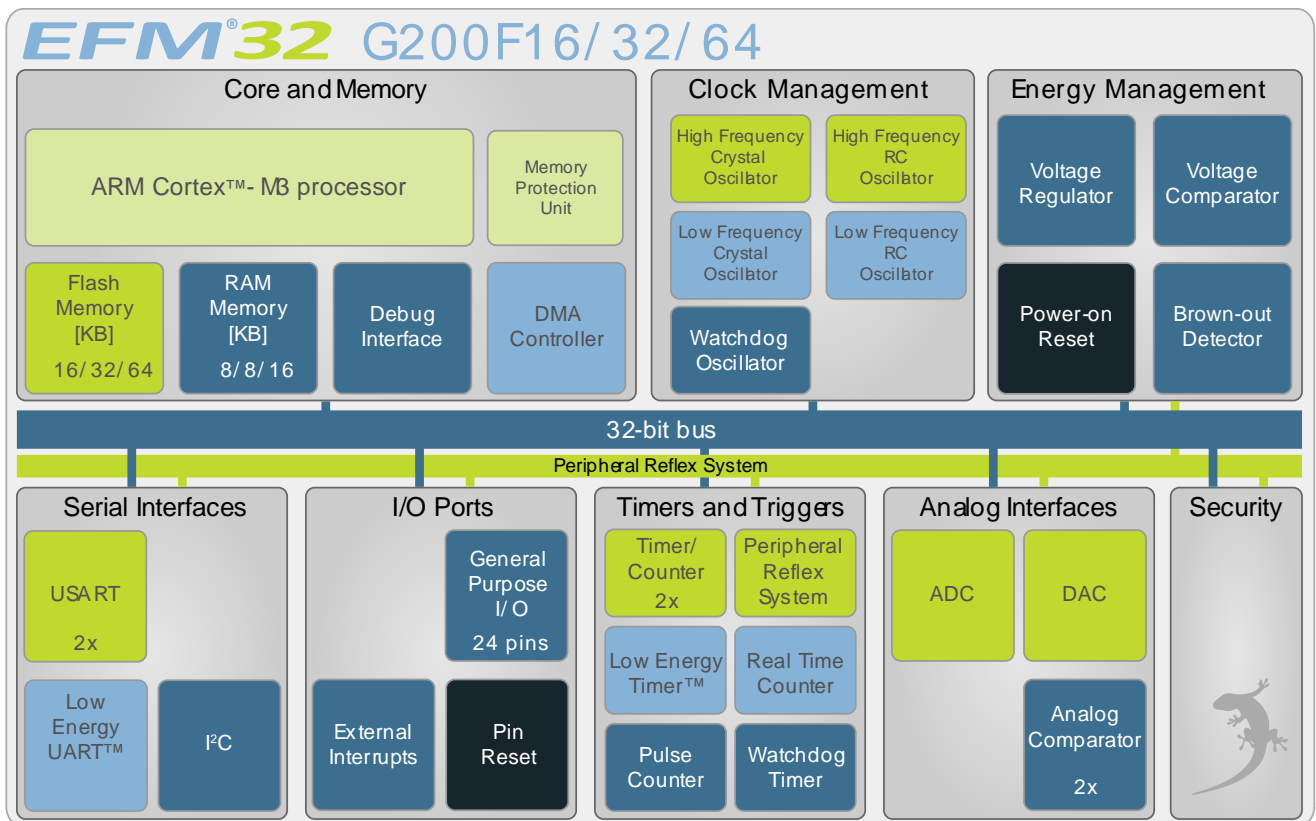 EFM®32 G200F16/32/64
Core and Memory
ARM Cortex™- M3 processor
Memory
Protection
Unit
Flash
Memory
[KB]
16/32/64
RAM
Memory
[KB]
8/8/16
Debug
Interface
DMA
Controller
Clock Management
High Frequency
Crystal
Oscillator
High Frequency
RC
Oscillator
Low Frequency
Crystal
Oscillator
Low Frequency
RC
Oscillator
Watchdog
Oscillator
Energy Management
Voltage
Regulator
Voltage
Comparator
Power-on
Reset
Brown-out
Detector
32-bit bus
Peripheral Reflex System
Serial Interfaces
USART
2x
Low
Energy
UART™
I²C
I/O Ports
General
Purpose
I/O
24 pins
External
Interrupts
Pin
Reset
Timers and Triggers
Timer/
Counter
2x
Peripheral
Reflex
System
Low Energy
Timer™
Real Time
Counter
Pulse
Counter
Watchdog
Timer
Analog Interfaces
ADC
DAC
Analog
Comparator
2x
Security